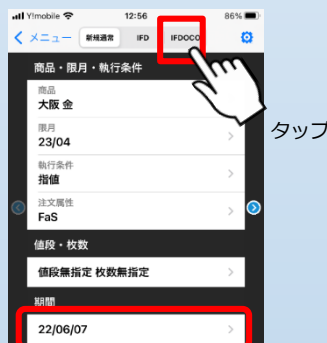 Y!mobile 12:56 86%
メニュー 新規通常 IFD IFDOCO
商品・限月・執行条件
商品
大阪 金
限月
23/04
タップ
執行条件
指値
注文属性
FaS
値段・枚数
値段無指定 枚数無指定
期間
22/06/07